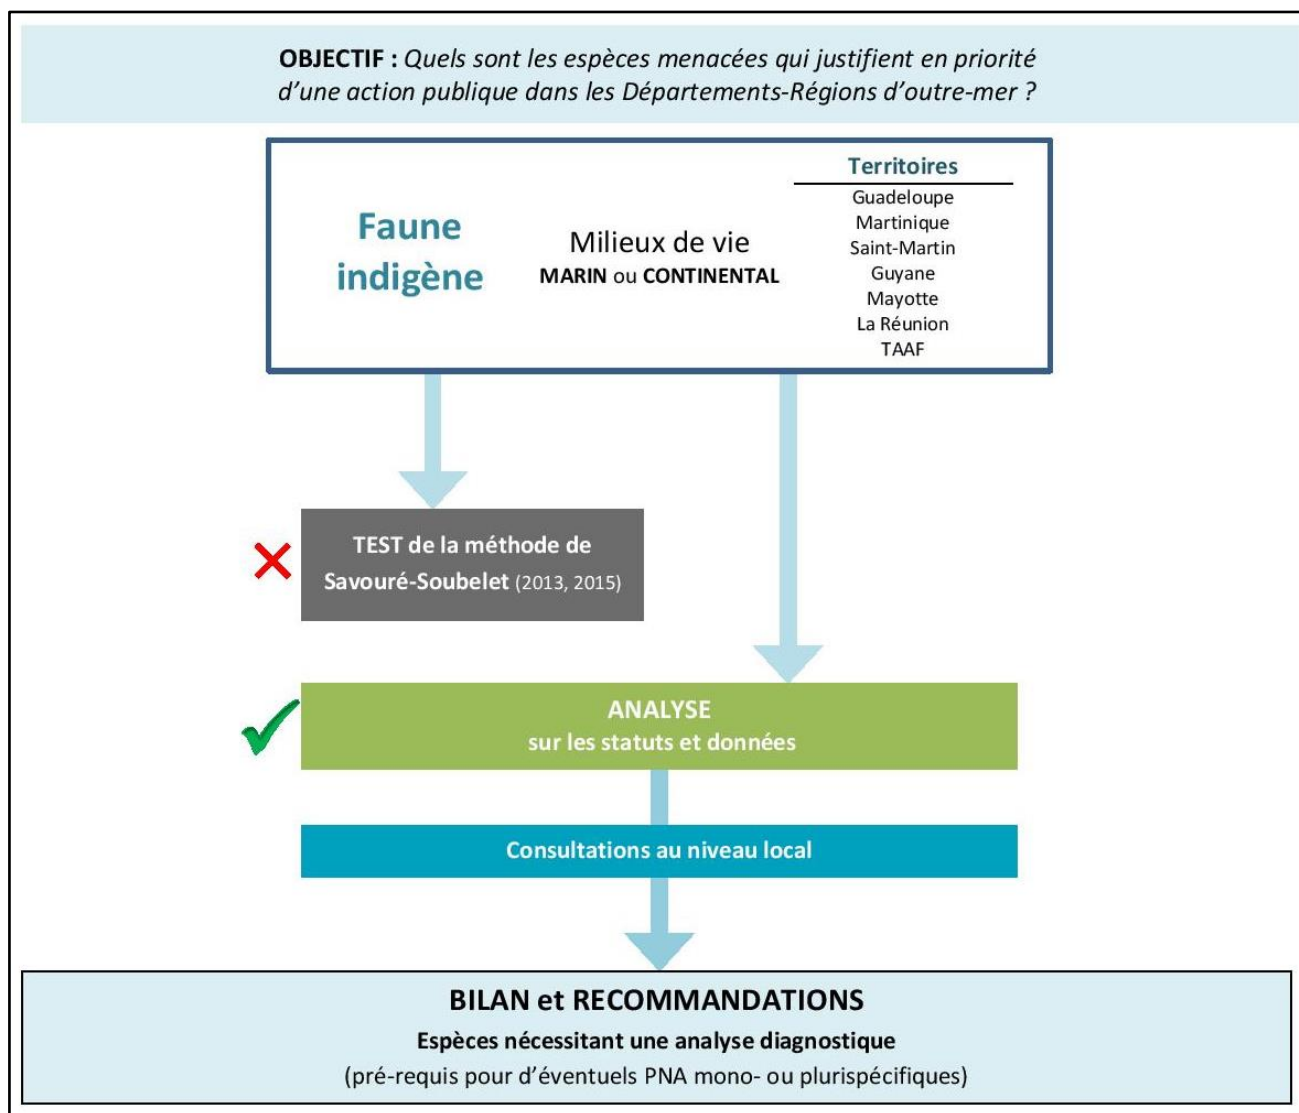 OBJECTIF : Quels sont les espèces menacées qui justifient en priorité
d'une action publique dans les Départements-Régions d'outre-mer ?
Faune
indigène
Milieux de vie
MARIN ou CONTINENTAL
Territoires
Guadeloupe
Martinique
Saint-Martin
Guyane
Mayotte
La Réunion
TAAF
TEST de la méthode de
Savouré-Soubelet (2013, 2015)
ANALYSE
sur les statuts et données
Consultations au niveau local
BILAN et RECOMMANDATIONS
Espèces nécessitant une analyse diagnostique
(pré-requis pour d'éventuels PNA mono- ou plurispécifiques)